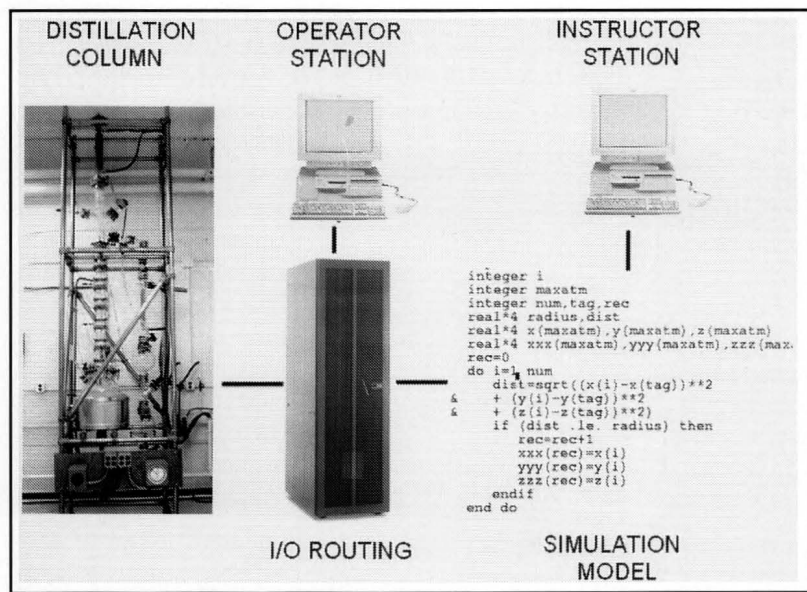 DISTILLATION
COLUMN
OPERATOR
STATION
INSTRUCTOR
STATION
integer i
integer maxatm
integer num,tag,rec
real*4 radius,dist
real*4 x(maxatm),y(maxatm),z(maxatm)
real*4 xxx(maxatm),yyy(maxatm),zzz(max.
rec=0
do i=1, num
dist=sqrt((x(i)-x(tag))**2
& + (y(i)-y(tag))**2
& + (z(i)-z(tag))**2)
if (dist .le. radius) then
rec=rec+1
xxx(rec)=x(i)
yyy(rec)=y(i)
zzz(rec)=z(i)
endif
end do
I/O ROUTING
SIMULATION
MODEL